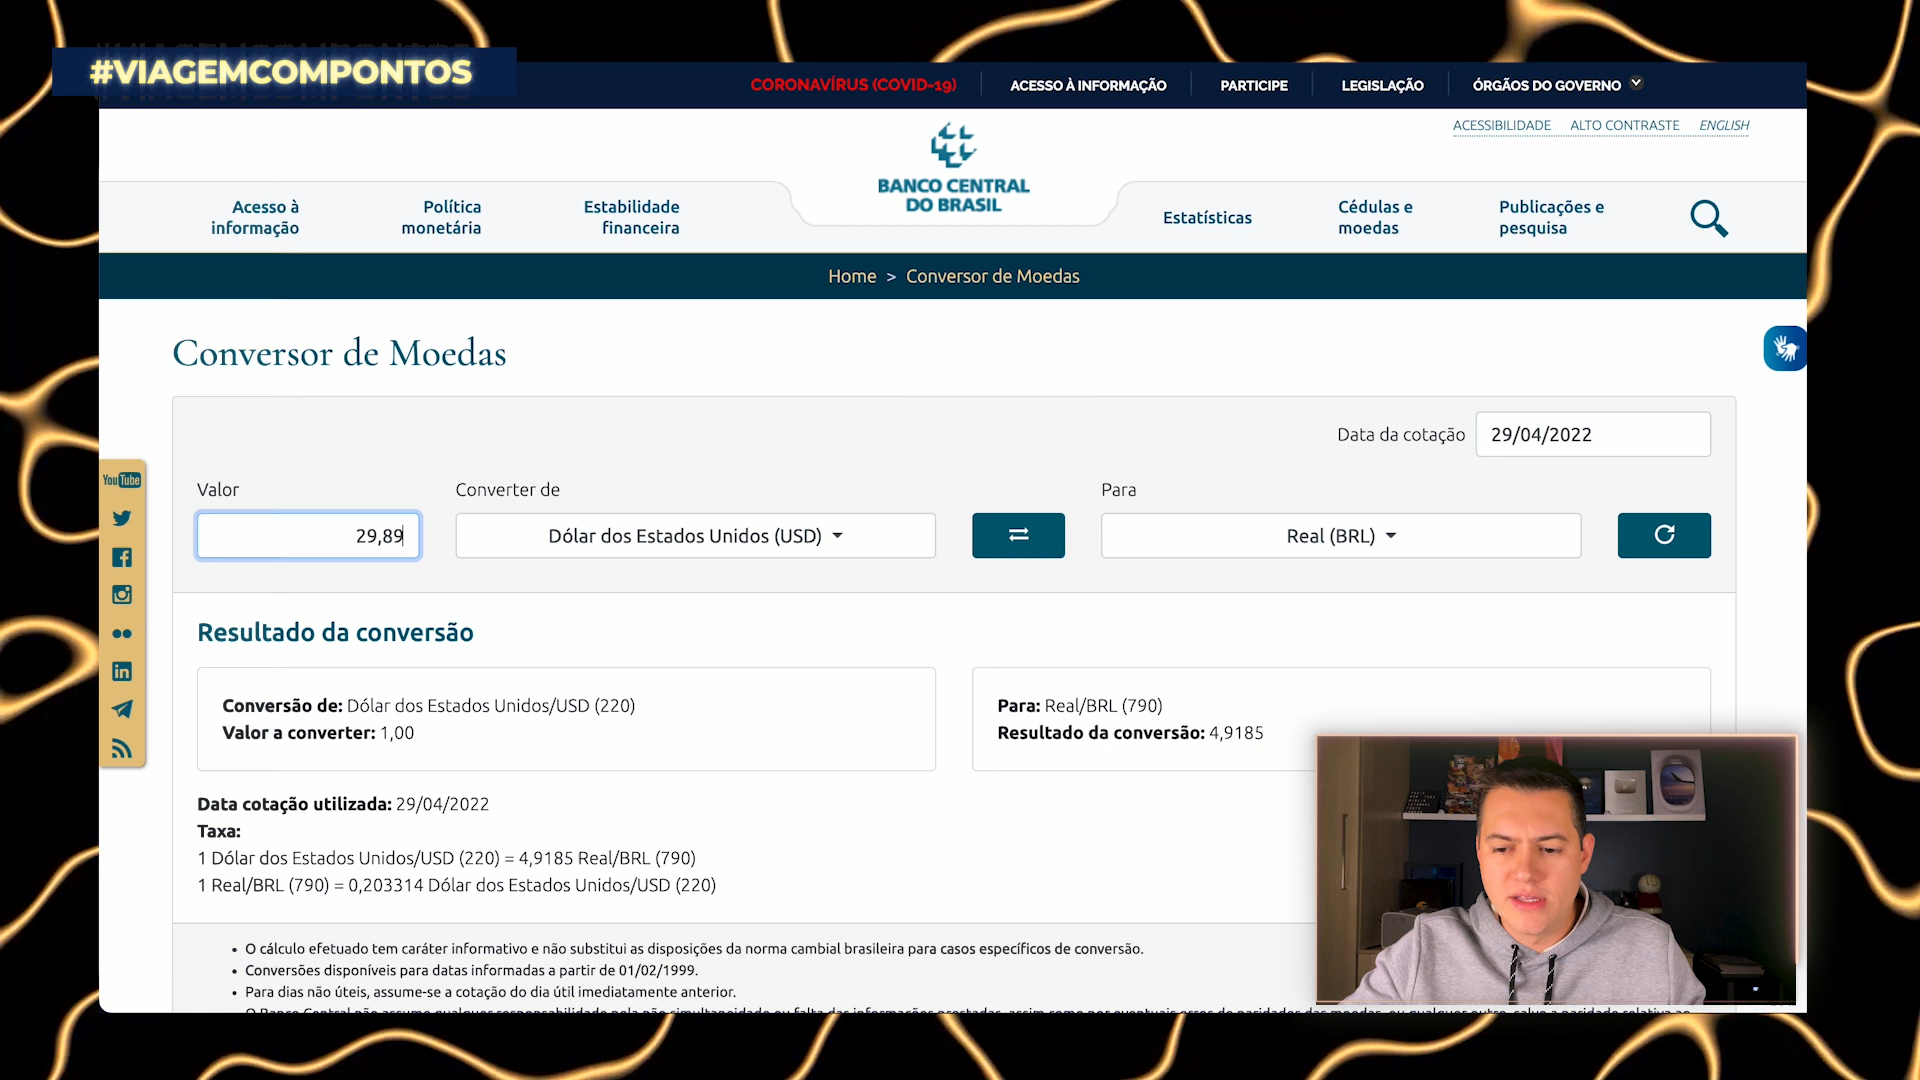 #VIAGEMCOMPONTOS
CORONAVÍRUS (COVID-19)
ACESSO À INFORMAÇÃO
PARTICIPE
LEGISLAÇÃO
ÓRGÃOS DO GOVERNO
ACESSIBILIDADE
ALTO CONTRASTE
ENGLISH
BANCO CENTRAL
DO BRASIL
Acesso à
informação
Política
monetária
Estabilidade
financeira
Estatísticas
Cédulas e
moedas
Publicações e
pesquisa
Home > Conversor de Moedas
Conversor de Moedas
Data da cotação 29/04/2022
Valor
Converter de
Para
29,89
Dólar dos Estados Unidos (USD)
Real (BRL)
YouTube
Resultado da conversão
Conversão de: Dólar dos Estados Unidos/USD (220)
Valor a converter: 1,00
Para: Real/BRL (790)
Resultado da conversão: 4,9185
Data cotação utilizada: 29/04/2022
Taxa:
1 Dólar dos Estados Unidos/USD (220) = 4,9185 Real/BRL (790)
1 Real/BRL (790) = 0,203314 Dólar dos Estados Unidos/USD (220)
• O cálculo efetuado tem caráter informativo e não substitui as disposições da norma cambial brasileira para casos específicos de conversão.
• Conversões disponíveis para datas informadas a partir de 01/02/1999.
• Para dias não úteis, assume-se a cotação do dia útil imediatamente anterior.